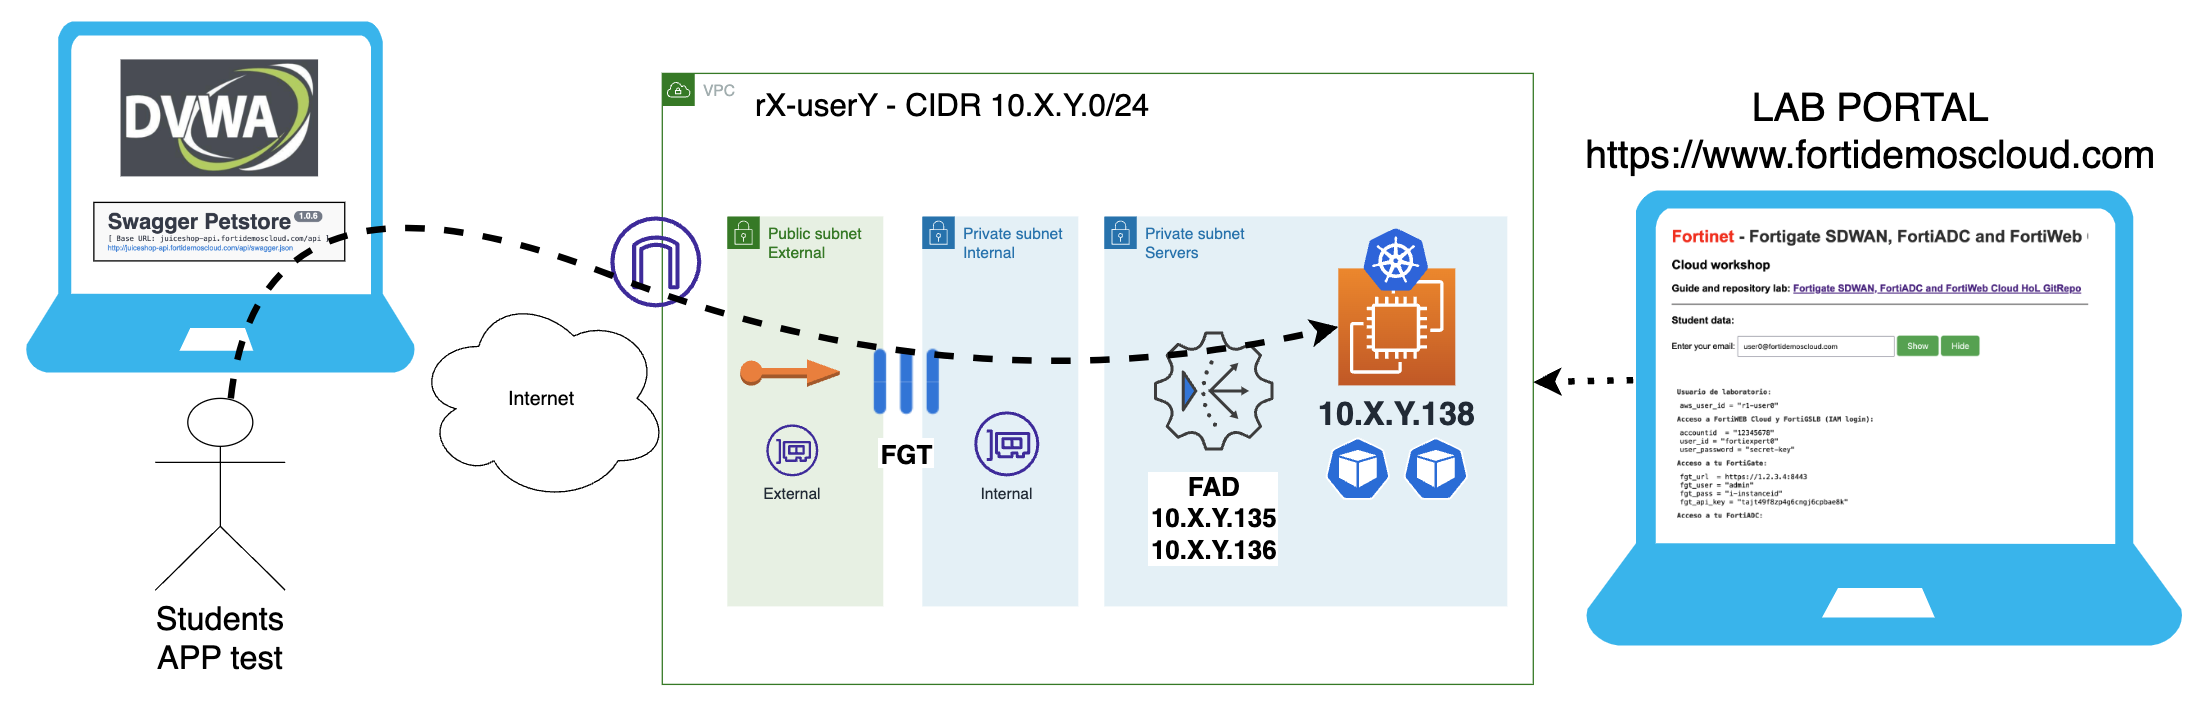 DVWA
Swagger Petstore 1.0.6
[ Base URL: juiceshop-api.fortidemoscloud.com/api ]
http://juiceshop-api.fortidemoscloud.com/api/swagger.json
Students
APP test
Internet
VPC
rX-userY - CIDR 10.X.Y.0/24
Public subnet
External
Private subnet
Internal
Private subnet
Servers
External
FGT
Internal
FAD
10.X.Y.135
10.X.Y.136
10.X.Y.138
LAB PORTAL
https://www.fortidemoscloud.com
Fortinet - Fortigate SDWAN, FortiADC and FortiWeb
Cloud workshop
Guide and repository lab: Fortigate SDWAN, FortiADC and FortiWeb Cloud HoL GitRepo
Student data:
Enter your email: user0@fortidemoscloud.com Show Hide
Usuario de laboratorio:
aws_user_id = "r1-user0"
Acceso a FortiWEB Cloud y FortiGSLB (IAM login):
accountid = "12345678"
user_id = "fortiexpert0"
user_password = "secret-key"
Acceso a tu FortiGate:
fgt_url = https://1.2.3.4:8443
fgt_user = "admin"
fgt_pass = "i-instanceid"
fgt_api_key = "tajt49f8zp4g6cngj6cpbae8k"
Acceso a tu FortiADC: